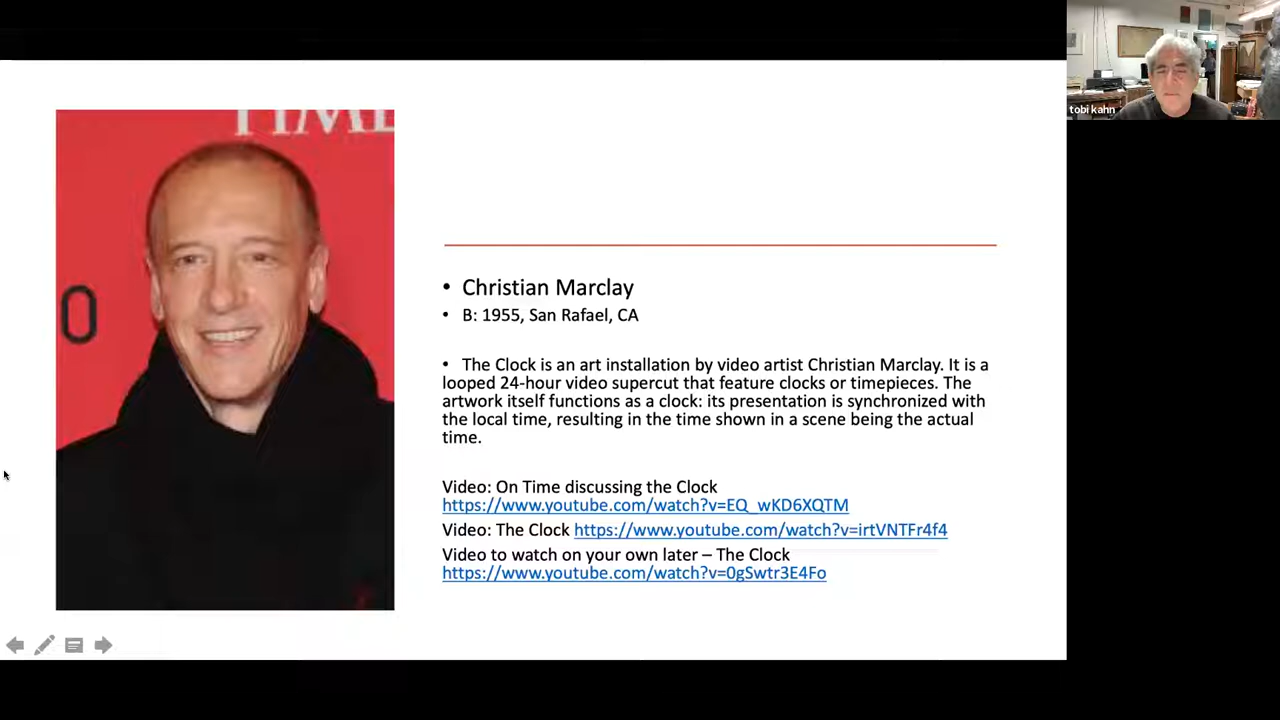 TIME
O
tobi kahn
• Christian Marclay
• B: 1955, San Rafael, CA
• The Clock is an art installation by video artist Christian Marclay. It is a
looped 24-hour video supercut that feature clocks or timepieces. The
artwork itself functions as a clock: its presentation is synchronized with
the local time, resulting in the time shown in a scene being the actual
time.
Video: On Time discussing the Clock
https://www.youtube.com/watch?v=EQ_wKD6XQTM
Video: The Clock https://www.youtube.com/watch?v=irtVNTFr4f4
Video to watch on your own later – The Clock
https://www.youtube.com/watch?v=0gSwtr3E4Fo